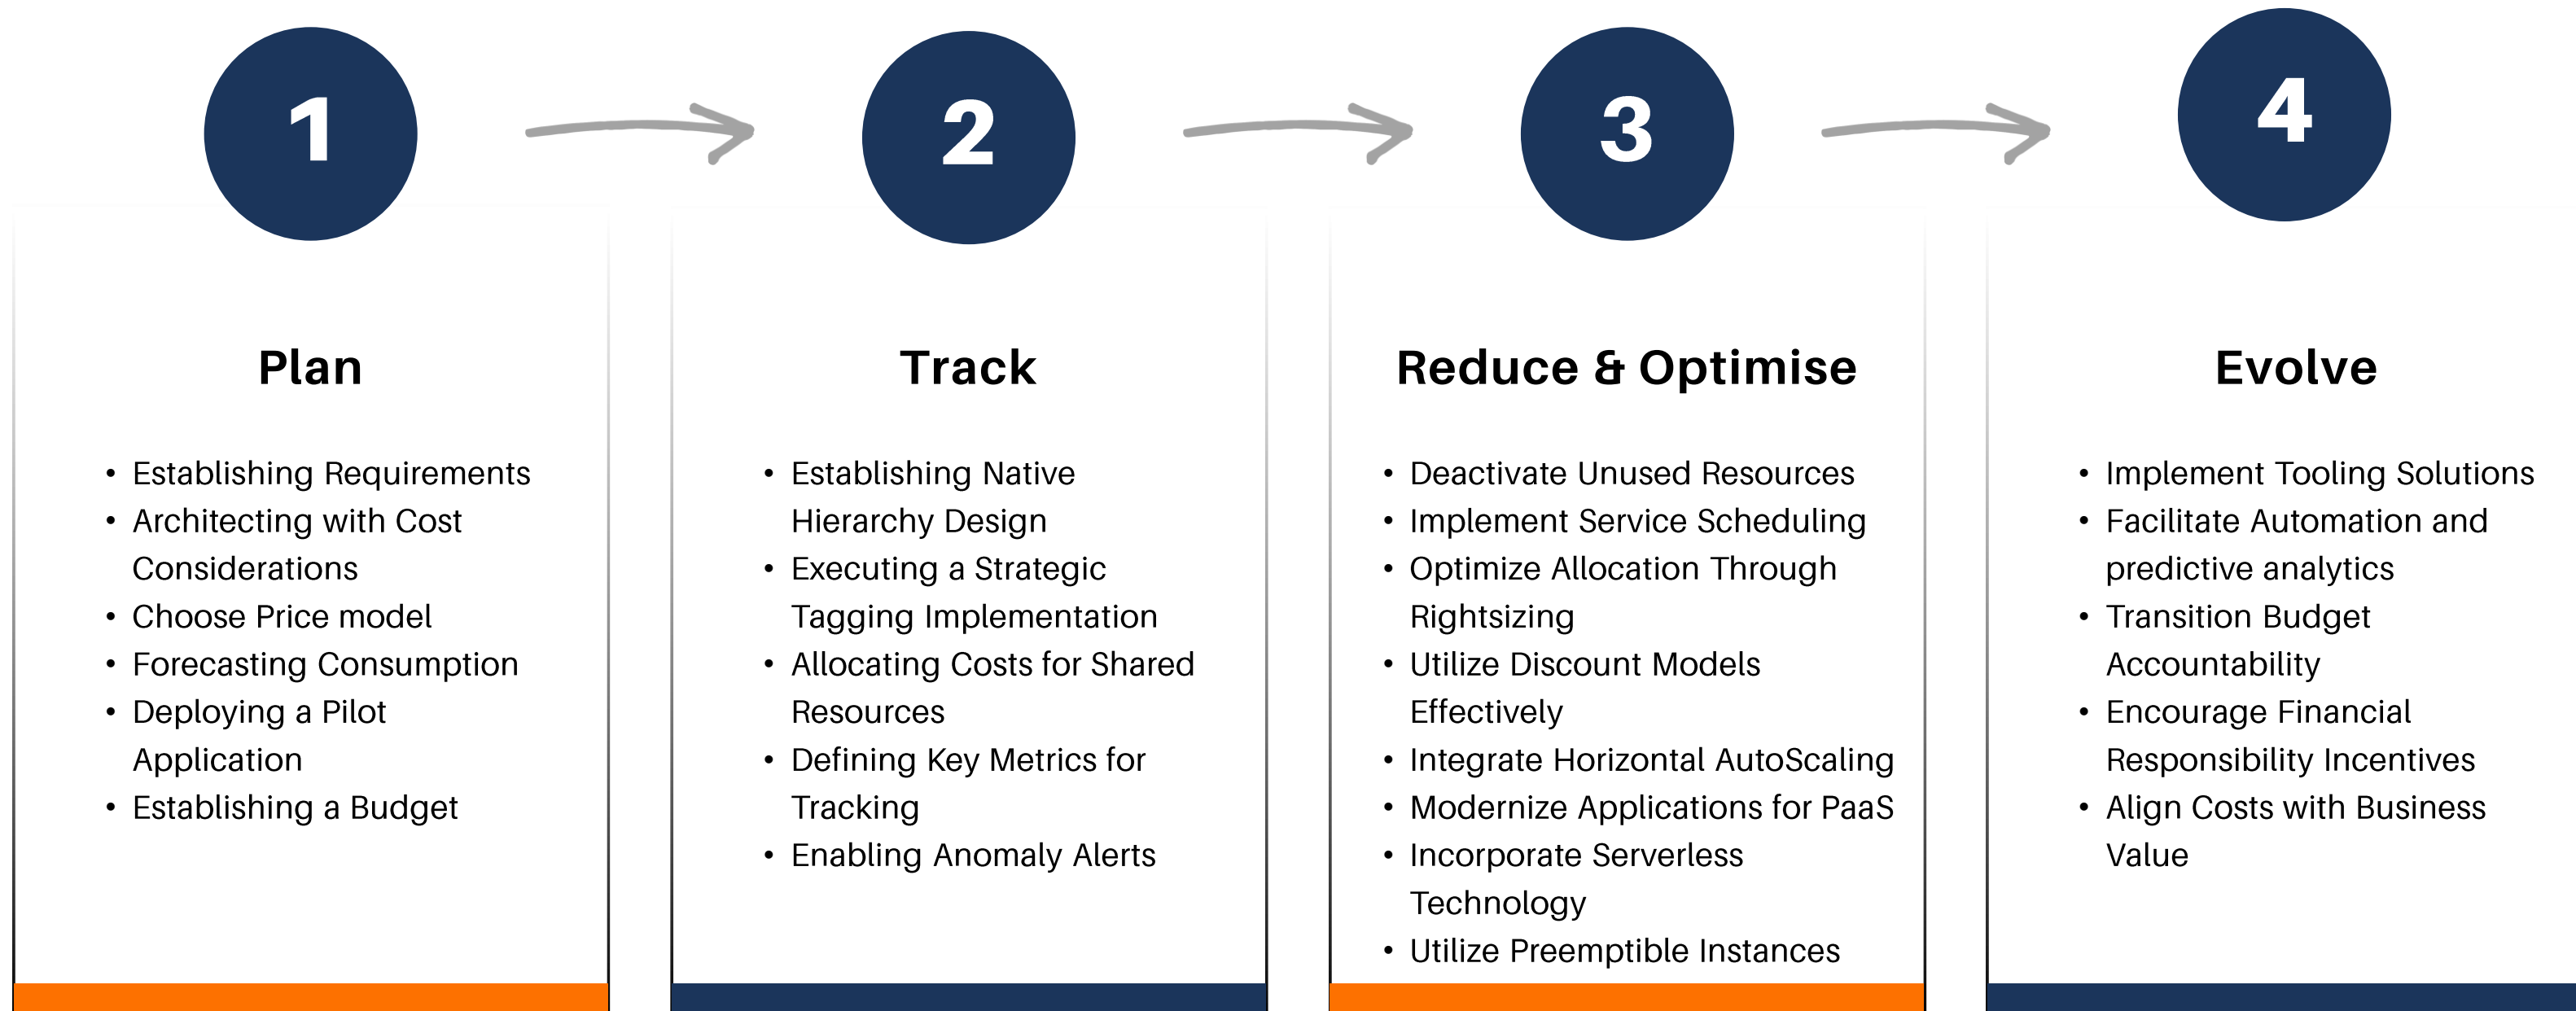 1
2
3
4
Plan
• Establishing Requirements
• Architecting with Cost
Considerations
• Choose Price model
• Forecasting Consumption
• Deploying a Pilot
Application
• Establishing a Budget
Track
• Establishing Native
Hierarchy Design
• Executing a Strategic
Tagging Implementation
• Allocating Costs for Shared
Resources
• Defining Key Metrics for
Tracking
• Enabling Anomaly Alerts
Reduce & Optimise
• Deactivate Unused Resources
• Implement Service Scheduling
• Optimize Allocation Through
Rightsizing
• Utilize Discount Models
Effectively
• Integrate Horizontal AutoScaling
• Modernize Applications for PaaS
• Incorporate Serverless
Technology
• Utilize Preemptible Instances
Evolve
• Implement Tooling Solutions
• Facilitate Automation and
predictive analytics
• Transition Budget
Accountability
• Encourage Financial
Responsibility Incentives
• Align Costs with Business
Value